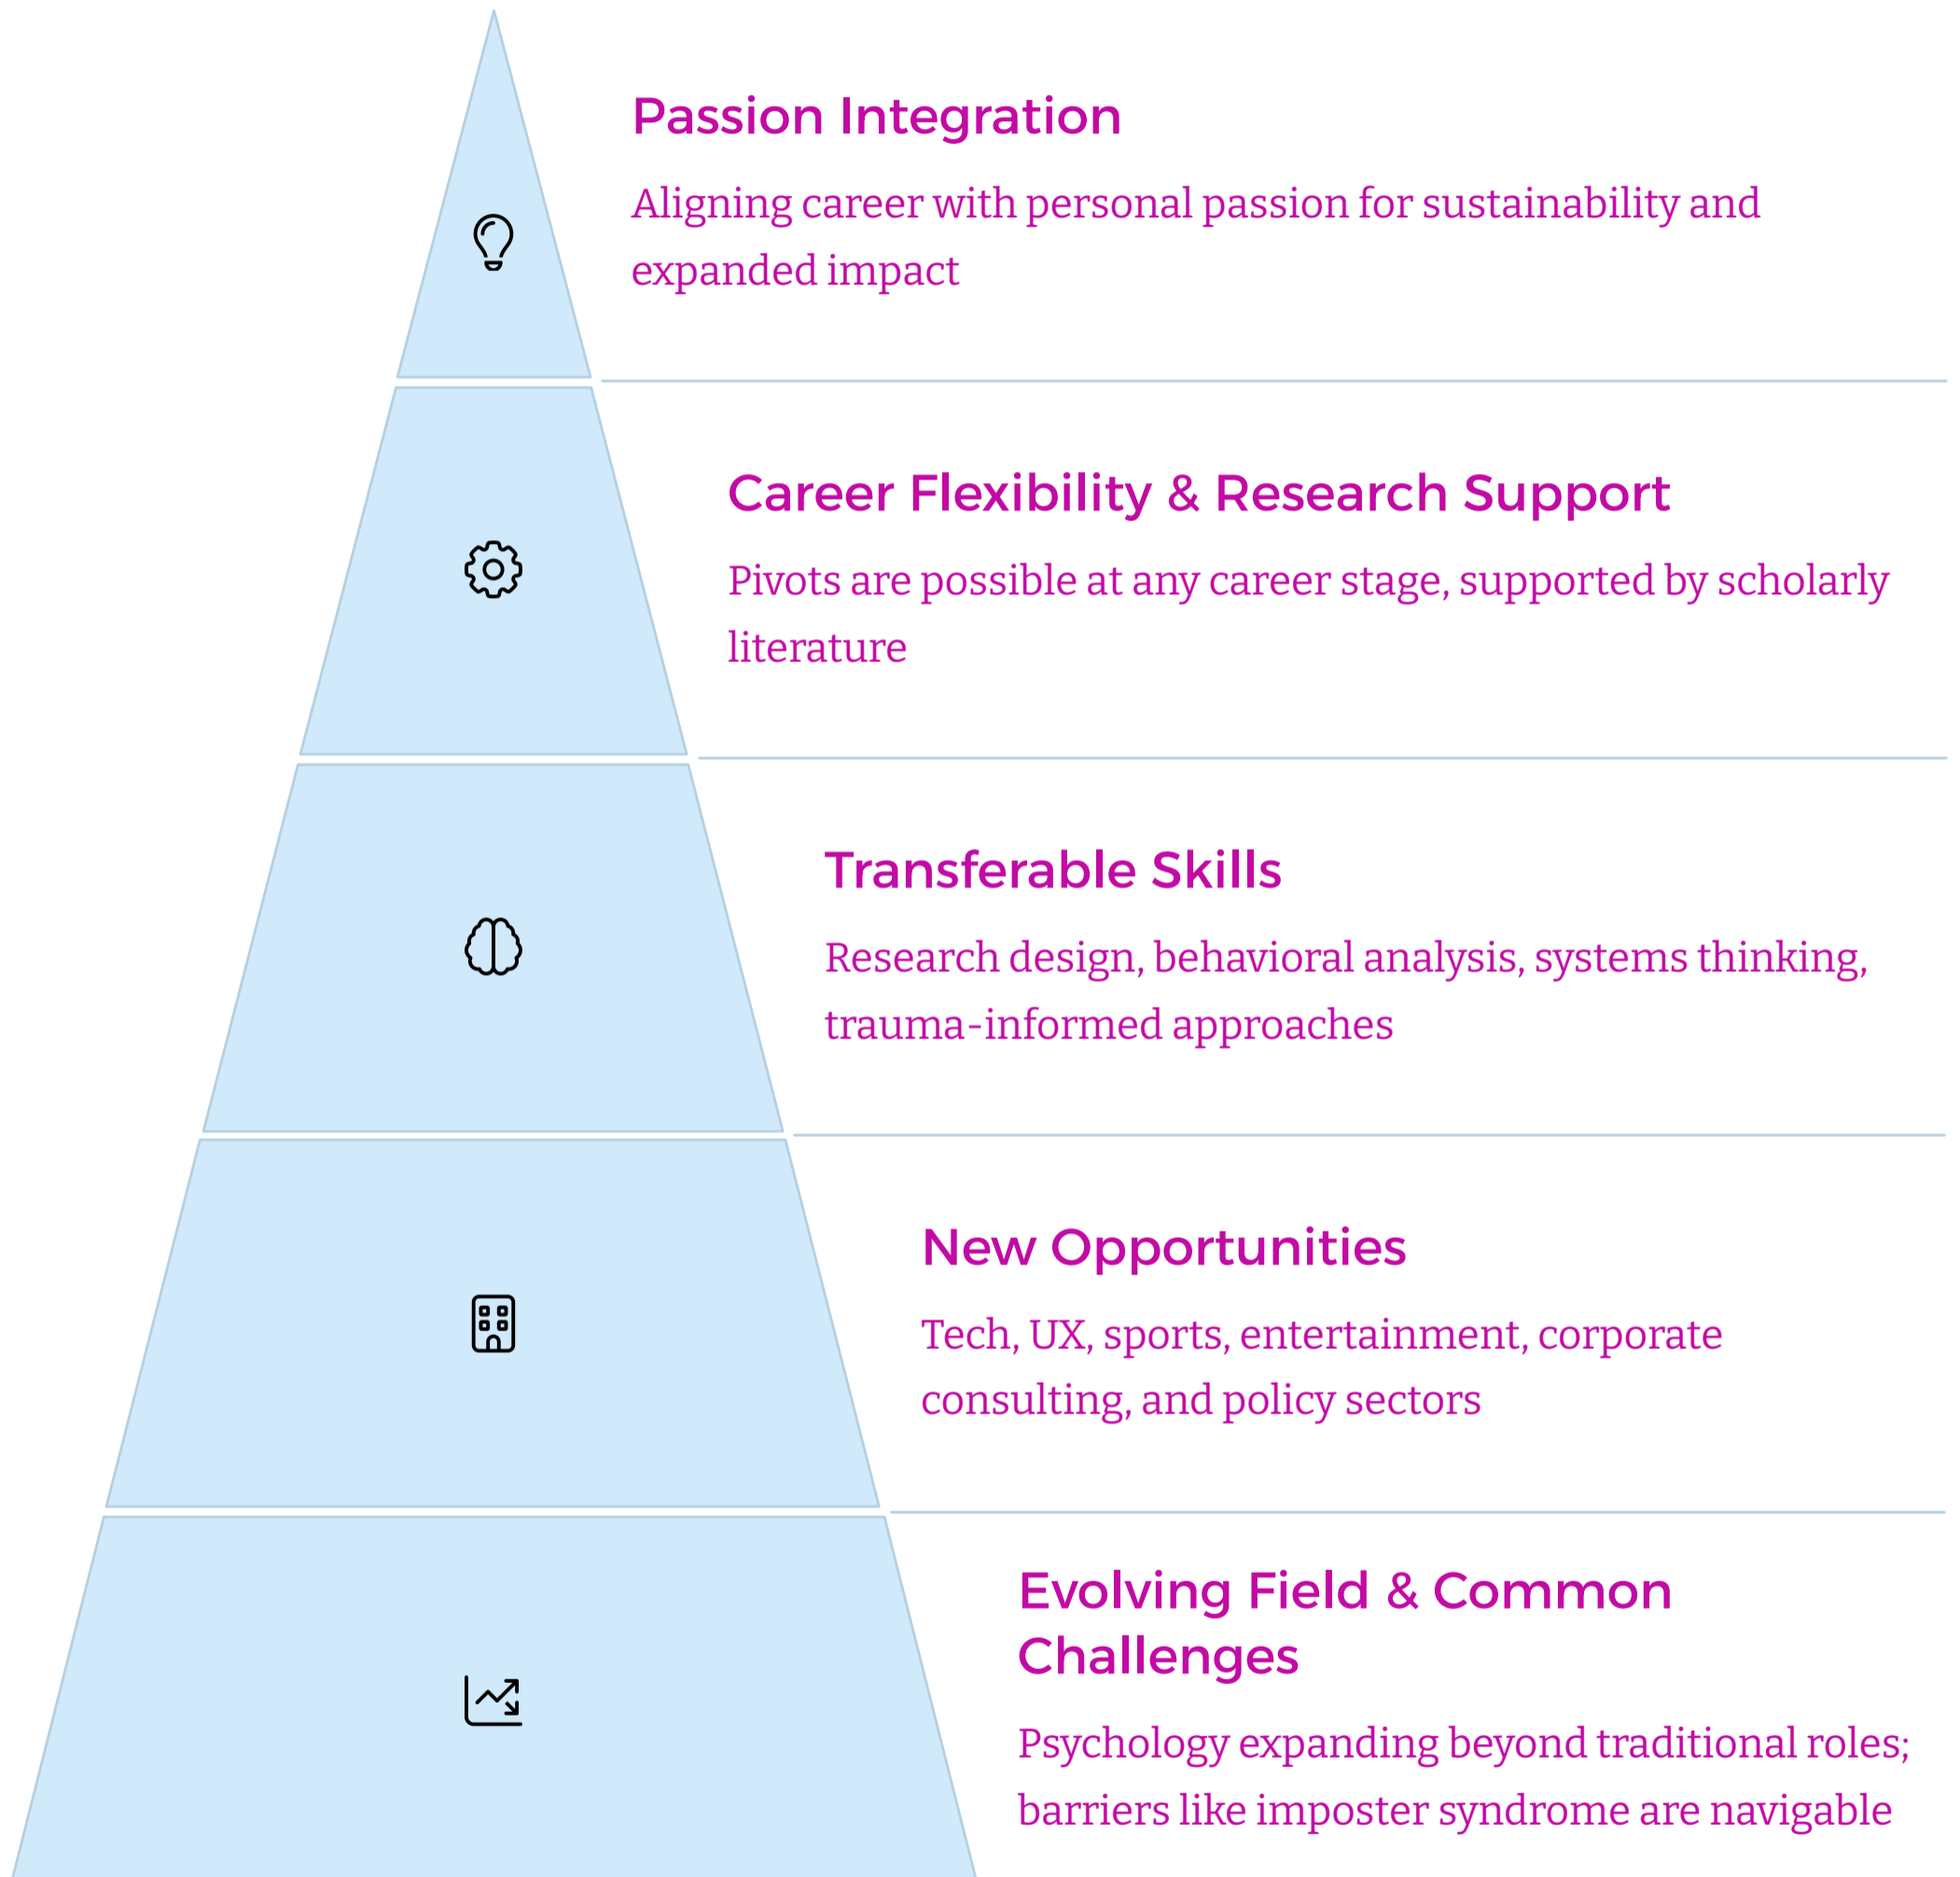 Passion Integration
Aligning career with personal passion for sustainability and
expanded impact
Career Flexibility & Research Support
Pivots are possible at any career stage, supported by scholarly
literature
Transferable Skills
Research design, behavioral analysis, systems thinking,
trauma-informed approaches
New Opportunities
Tech, UX, sports, entertainment, corporate
consulting, and policy sectors
Evolving Field & Common
Challenges
Psychology expanding beyond traditional roles;
barriers like imposter syndrome are navigable